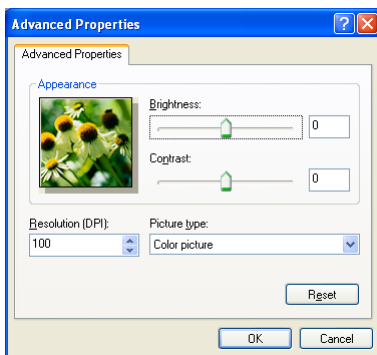 Advanced Properties
Advanced Properties
Appearance
Brightness:
0
Contrast:
0
Resolution (DPI):
Picture type:
100
Color picture
Reset
OK
Cancel